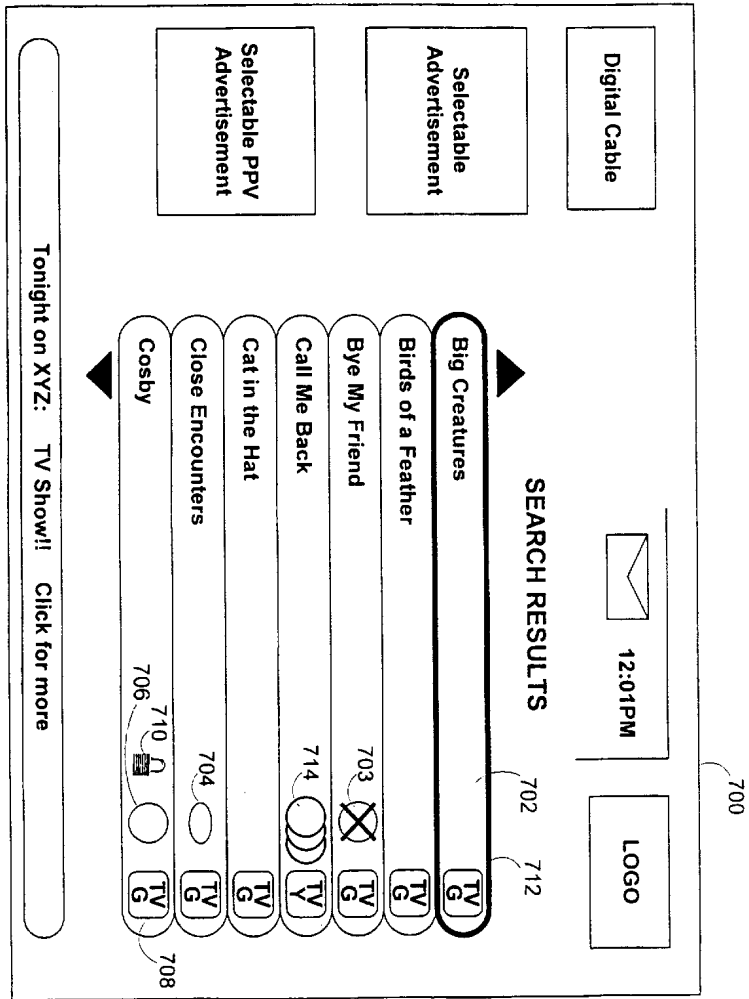 700
Digital Cable
12:01PM
LOGO
SEARCH RESULTS
Selectable
Advertisement
Selectable PPV
Advertisement
702
712
Big Creatures
TV
G
Birds of a Feather
TV
G
703
Bye My Friend
TV
G
714
Call Me Back
TV
Y
Cat in the Hat
TV
G
704
Close Encounters
TV
G
706
710
Cosby
TV
G
708
Tonight on XYZ: TV Show!! Click for more